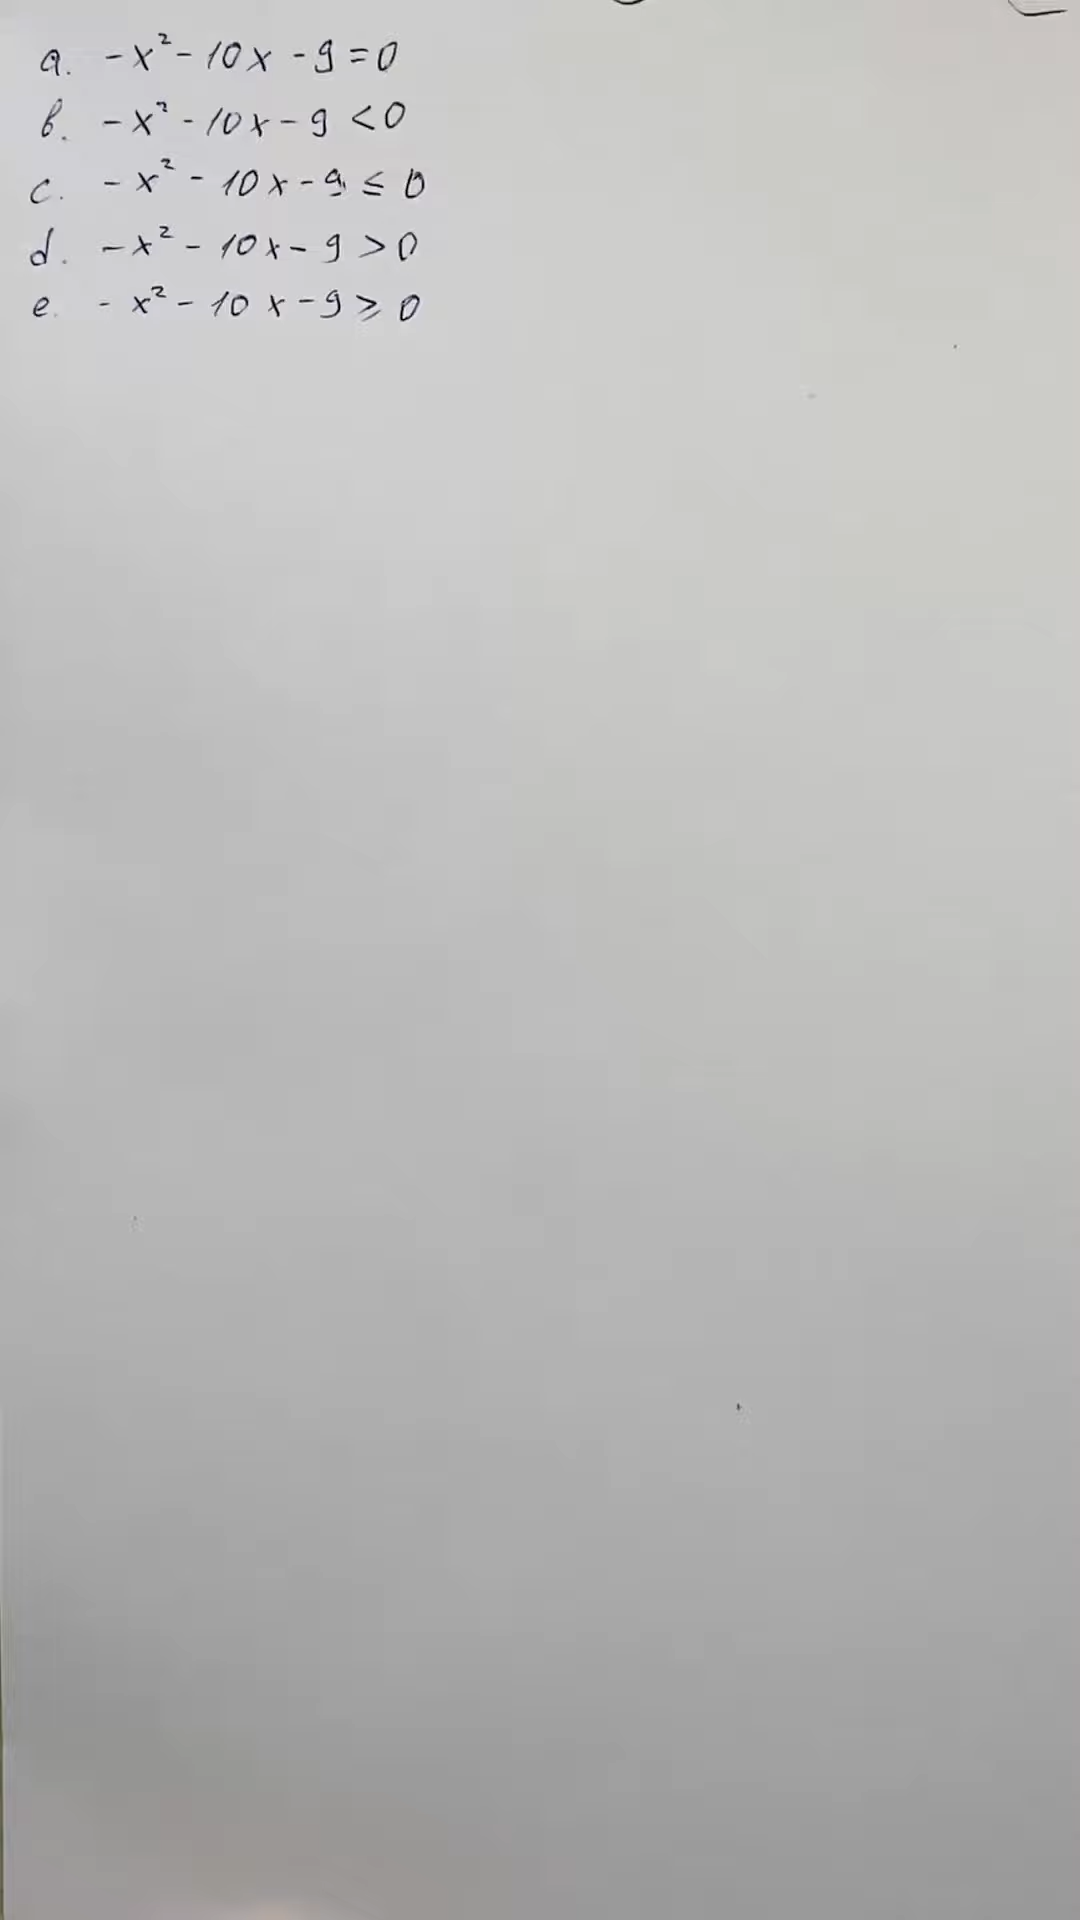 a. -x² - 10x - 9 = 0
b. -x² - 10x - 9 < 0
c. -x² - 10x - 9 ≤ 0
d. -x² - 10x - 9 > 0
e. -x² - 10x - 9 ⩾ 0